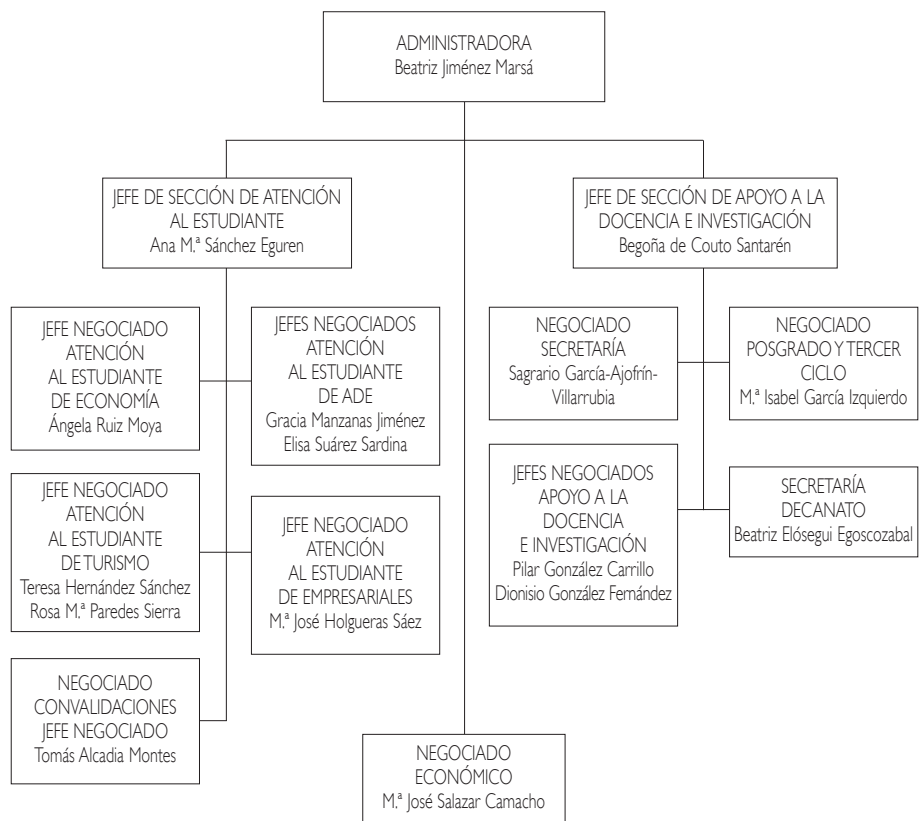 ADMINISTRADORA
Beatriz Jiménez Marsá
JEFE DE SECCIÓN DE ATENCIÓN
AL ESTUDIANTE
Ana M.ª Sánchez Eguren
JEFE DE SECCIÓN DE APOYO A LA
DOCENCIA E INVESTIGACIÓN
Begoña de Couto Santarén
JEFE NEGOCIADO
ATENCIÓN
AL ESTUDIANTE
DE ECONOMÍA
Ángela Ruiz Moya
JEFES NEGOCIADOS
ATENCIÓN
AL ESTUDIANTE
DE ADE
Gracia Manzanas Jiménez
Elisa Suárez Sardina
NEGOCIADO
SECRETARÍA
Sagrario García-Ajofrín-
Villarrubia
NEGOCIADO
POSGRADO Y TERCER
CICLO
M.ª Isabel García Izquierdo
JEFE NEGOCIADO
ATENCIÓN
AL ESTUDIANTE
DE TURISMO
Teresa Hernández Sánchez
Rosa M.ª Paredes Sierra
JEFE NEGOCIADO
ATENCIÓN
AL ESTUDIANTE
DE EMPRESARIALES
M.ª José Holgueras Sáez
JEFES NEGOCIADOS
APOYO A LA
DOCENCIA
E INVESTIGACIÓN
Pilar González Carrillo
Dionisio González Fernández
SECRETARÍA
DECANATO
Beatriz Elósegui Egoscozabal
NEGOCIADO
CONVALIDACIONES
JEFE NEGOCIADO
Tomás Alcadia Montes
NEGOCIADO
ECONÓMICO
M.ª José Salazar Camacho